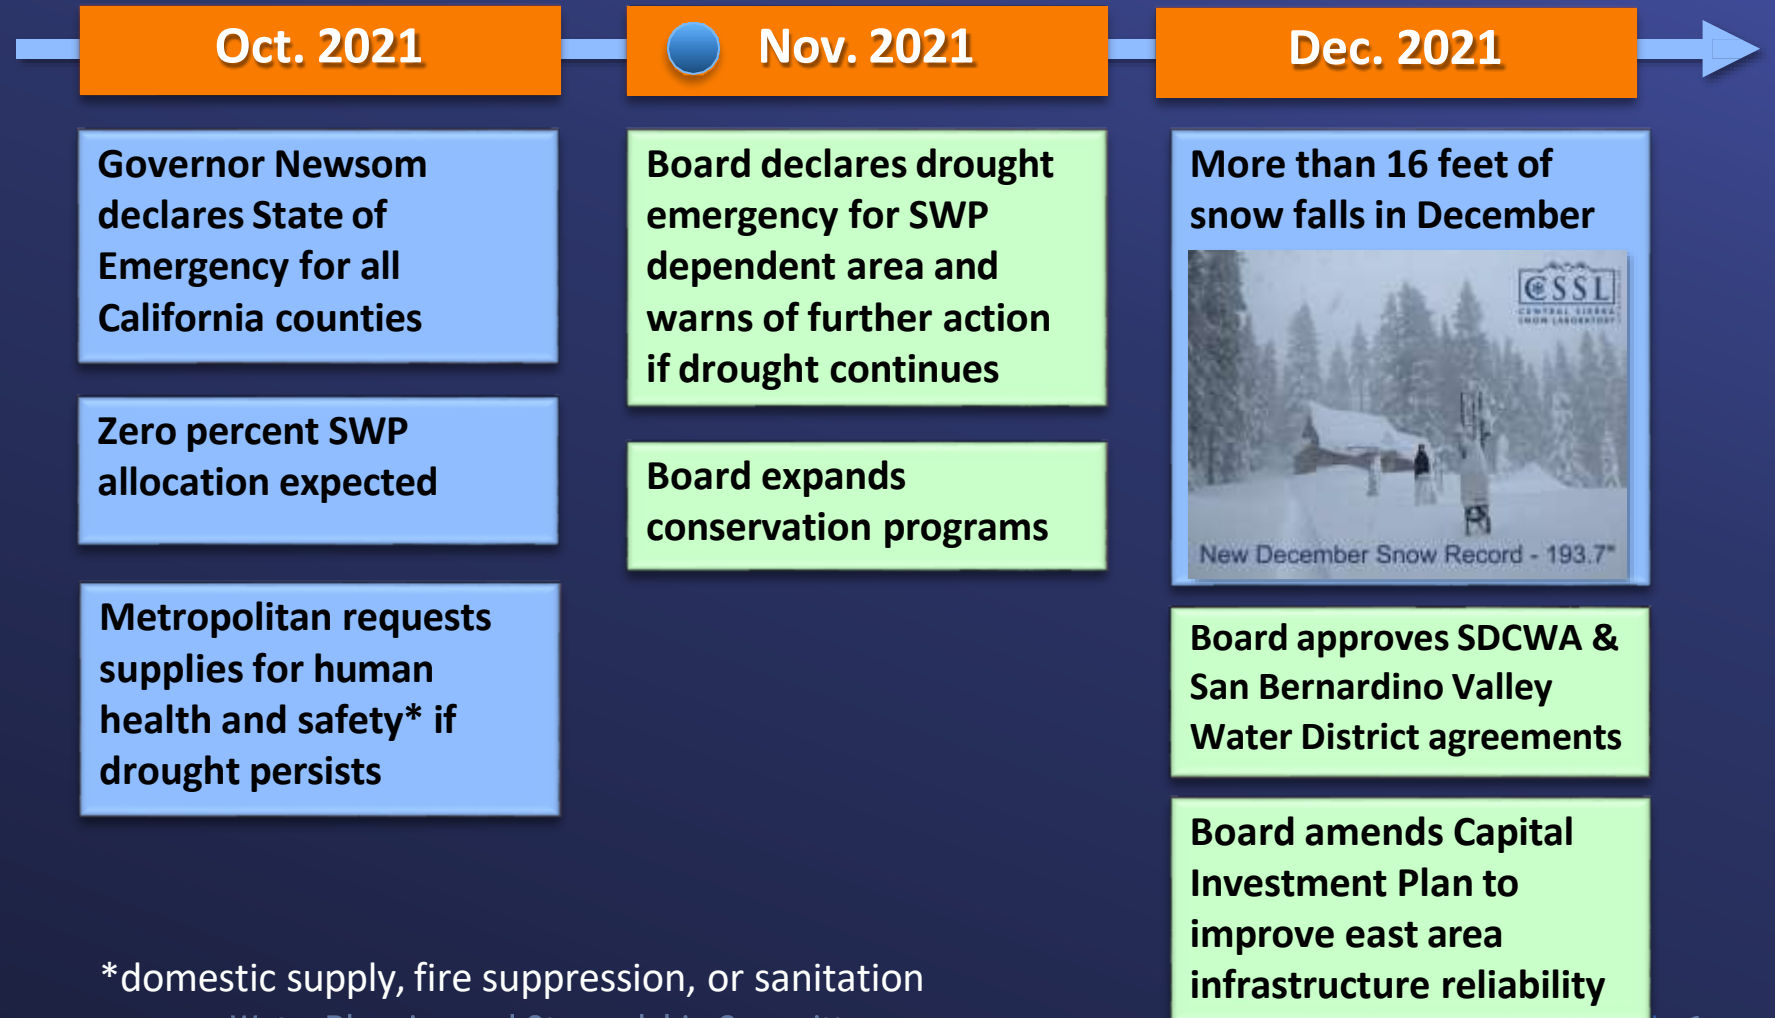 Oct. 2021
Governor Newsom
declares State of
Emergency for all
California counties
Zero percent SWP
allocation expected
Metropolitan requests
supplies for human
health and safety* if
drought persists
Nov. 2021
Board declares drought
emergency for SWP
dependent area and
warns of further action
if drought continues
Board expands
conservation programs
Dec. 2021
More than 16 feet of
snow falls in December
CSSL
CENTRAL SIERRA
SNOW LABORATORY
New December Snow Record - 193.7"
Board approves SDCWA &
San Bernardino Valley
Water District agreements
Board amends Capital
Investment Plan to
improve east area
infrastructure reliability
*domestic supply, fire suppression, or sanitation